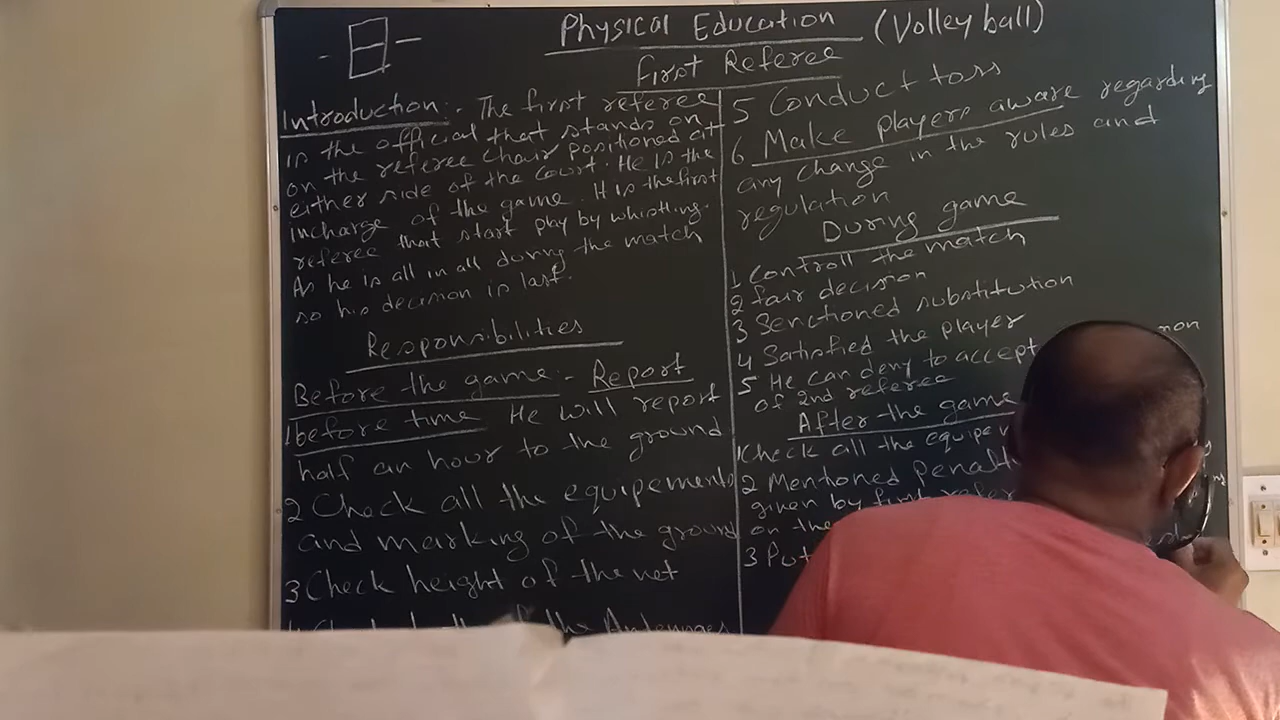 Physical Education (Volley ball)
First Referee
Introduction:- The first referee
is the official that stands on
on the referee chair positioned at
either side of the court. He is the
incharge of the game. It is the first
referee that start play by whistling.
As he is all in all during the match
so his decision is last.
Responsibilities
Before the game:- Report
1 before time He will report
half an hour to the ground
2 Check all the equipements
and marking of the ground
3 Check height of the net
the Antennaes
5 Conduct toss
6 Make players aware regarding
any change in the rules and
regulation
During game
1 Controll the match
2 fair decision
3 Senctioned substitution
4 Satisfied the player
5 He can deny to accept
of 2nd referee
After the game
1 Check all the
2 Mentioned
given by first
on the
3 Put